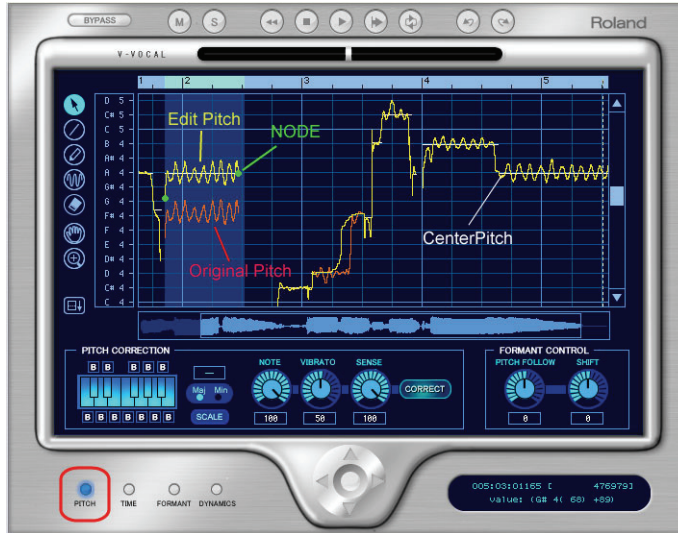 BYPASS M S Roland
V-VOCAL
1 2 3 4 5
D 5
C# 5
C 5
B 4
A# 4
A 4
G# 4
G 4
F# 4
F 4
E 4
D# 4
D 4
C# 4
C 4
Edit Pitch
NODE
Original Pitch
CenterPitch
PITCH CORRECTION
B B B B B
B B B B B B B
Maj Min
SCALE
NOTE VIBRATO SENSE
CORRECT
100 50 100
FORMANT CONTROL
PITCH FOLLOW SHIFT
0 0
PITCH TIME FORMANT DYNAMICS
005:03:01165 [ 476979]
value: (G# 4( 68) +89)